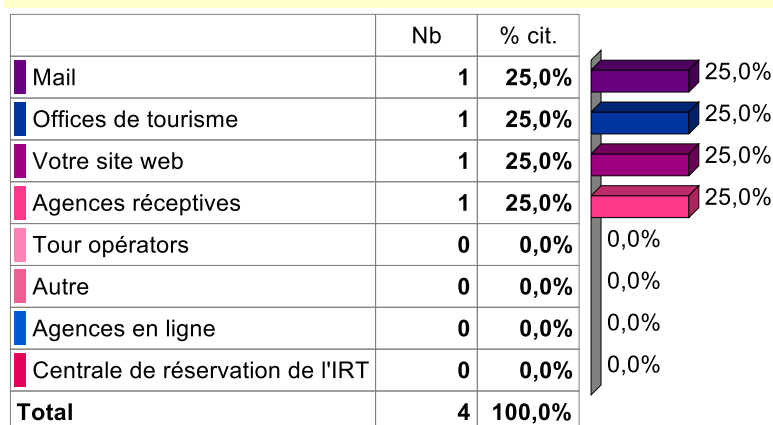 Nb % cit.
Mail 1 25,0% 25,0%
Offices de tourisme 1 25,0% 25,0%
Votre site web 1 25,0% 25,0%
Agences réceptives 1 25,0% 25,0%
Tour opérators 0 0,0% 0,0%
Autre 0 0,0% 0,0%
Agences en ligne 0 0,0% 0,0%
Centrale de réservation de l'IRT 0 0,0% 0,0%
Total 4 100,0%